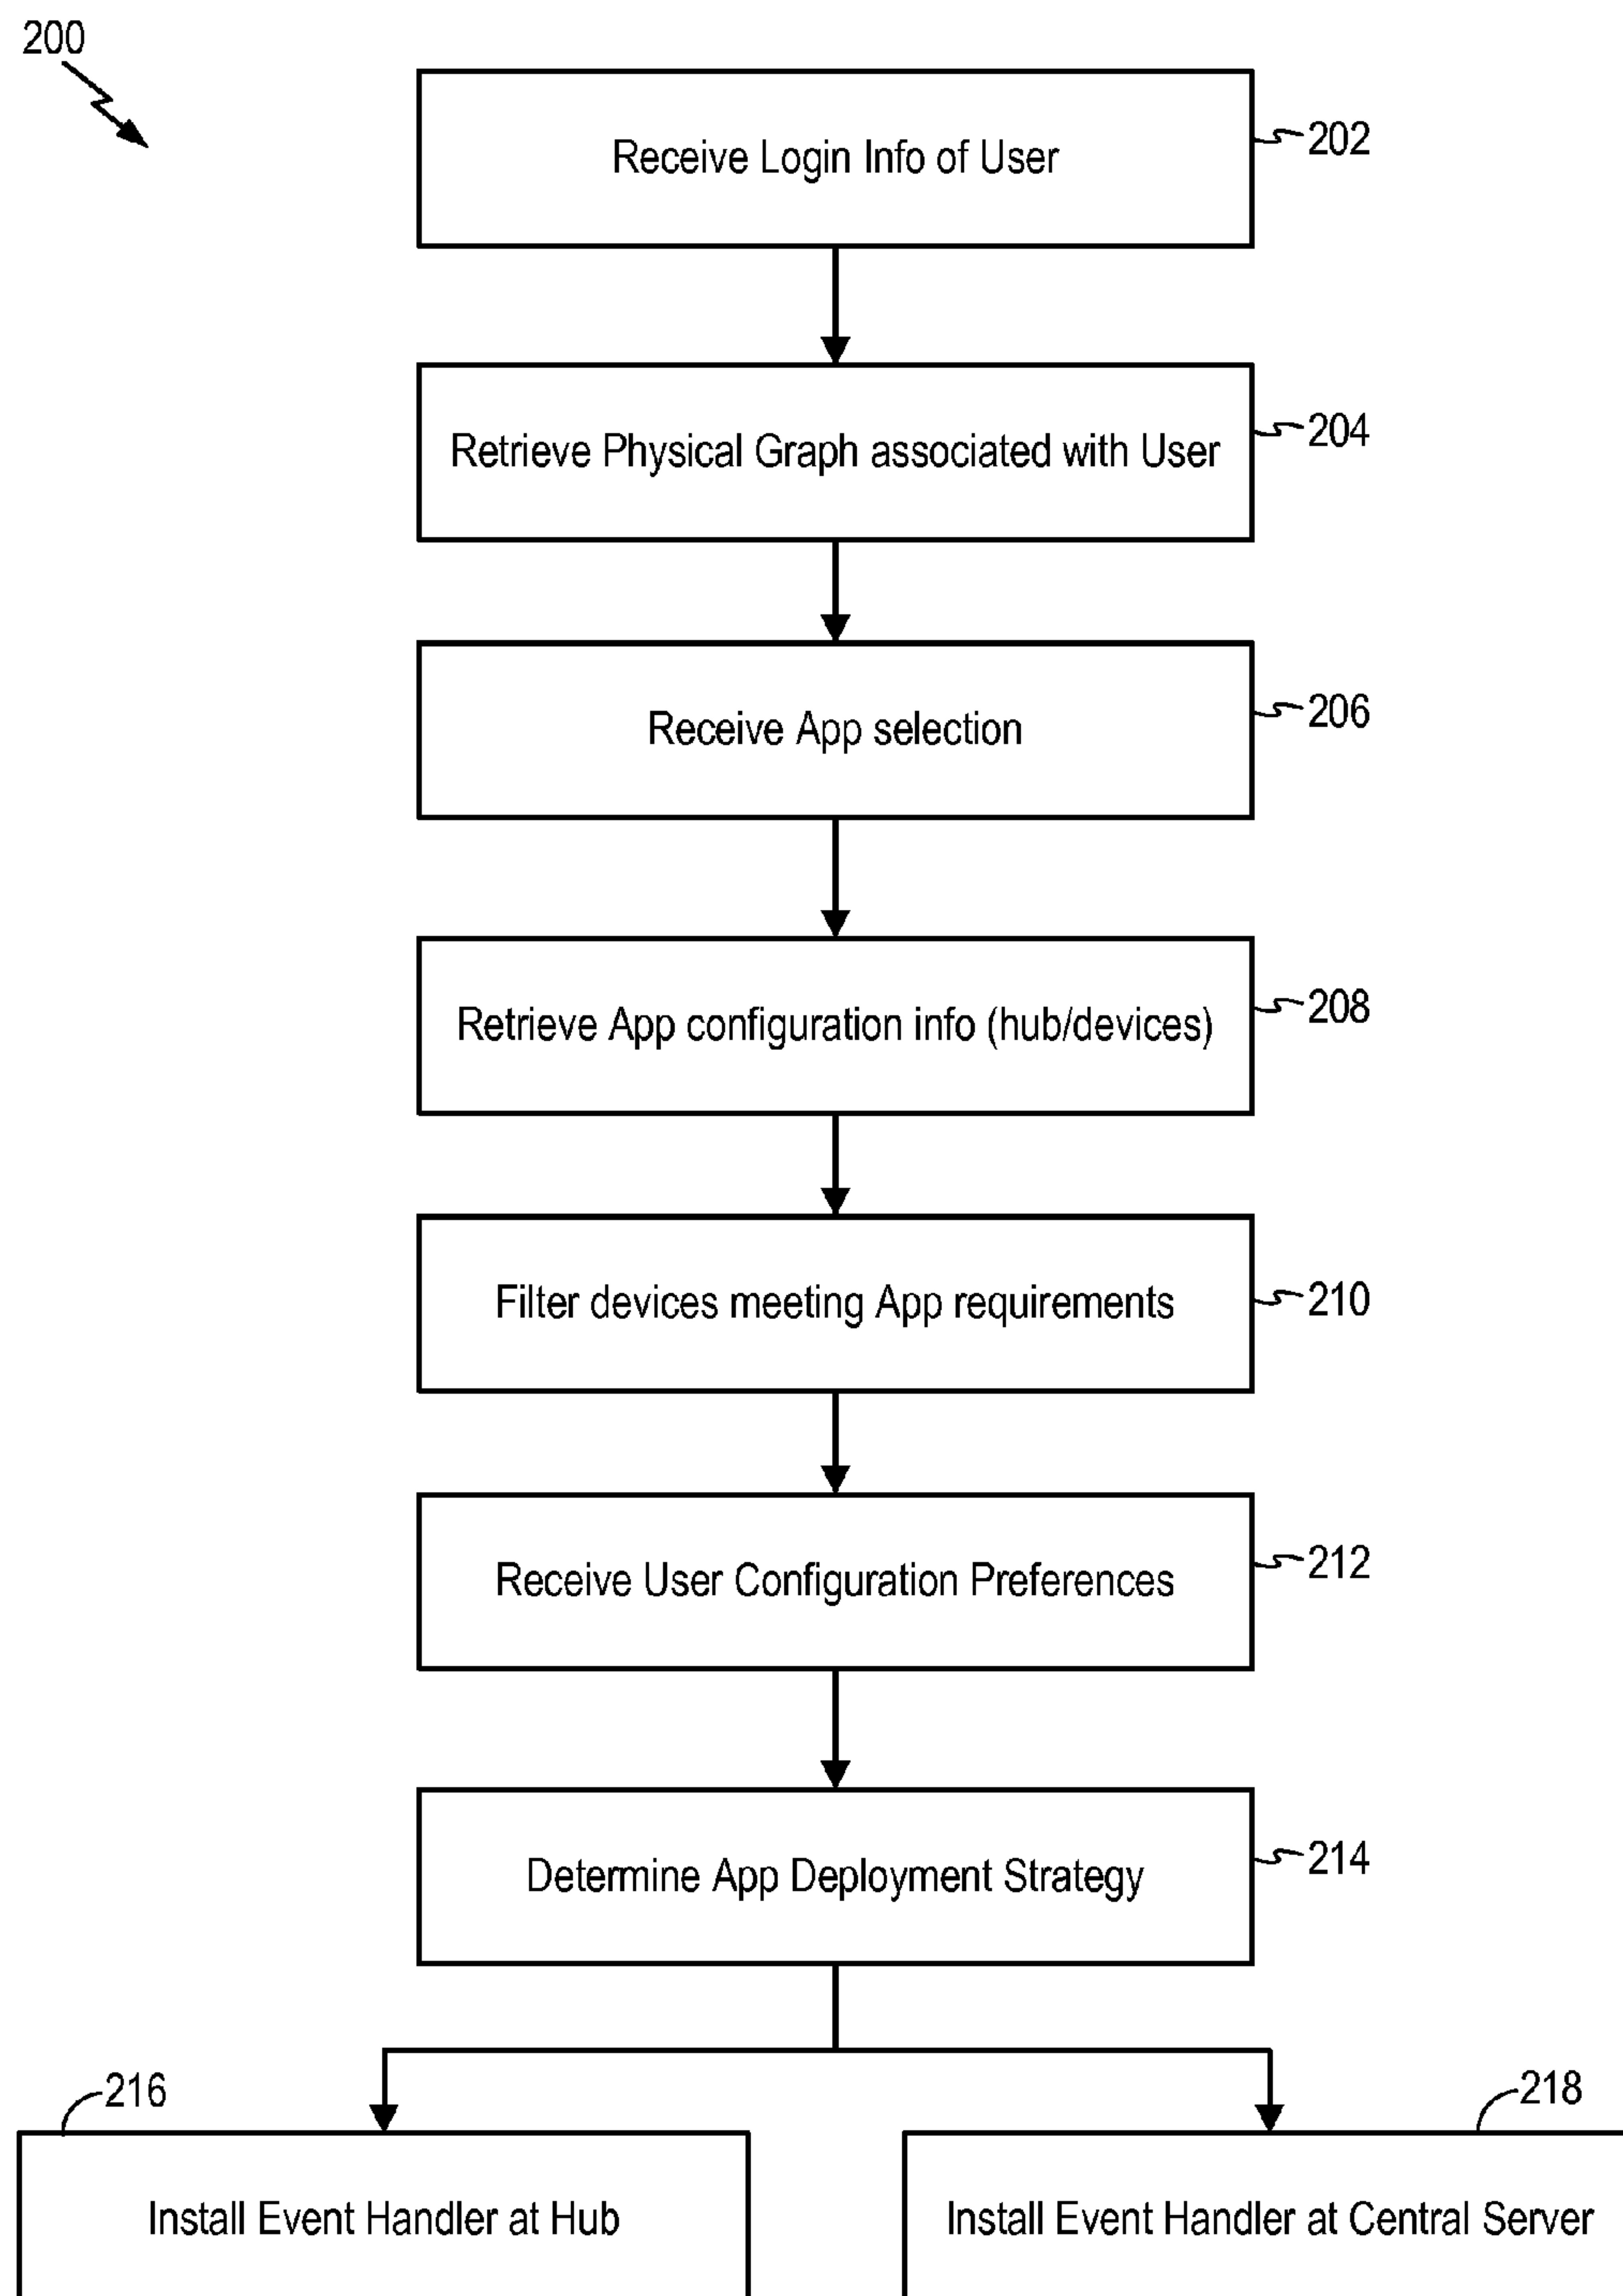 200
Receive Login Info of User
202
Retrieve Physical Graph associated with User
204
Receive App selection
206
Retrieve App configuration info (hub/devices)
208
Filter devices meeting App requirements
210
Receive User Configuration Preferences
212
Determine App Deployment Strategy
214
216
218
Install Event Handler at Hub
Install Event Handler at Central Server